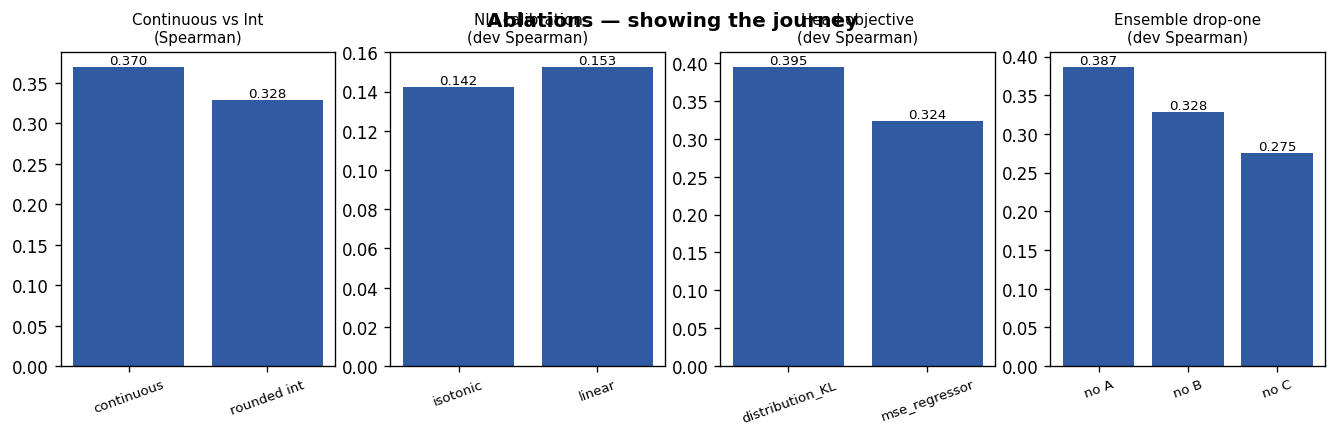 Ablations — showing the journey
Continuous vs Int
(Spearman)
0.370
0.328
0.35
0.30
0.25
0.20
0.15
0.10
0.05
0.00
continuous
rounded int
(dev Spearman)
0.142
0.153
0.16
0.14
0.12
0.10
0.08
0.06
0.04
0.02
0.00
isotonic
linear
objective
(dev Spearman)
0.395
0.324
0.40
0.35
0.30
0.25
0.20
0.15
0.10
0.05
0.00
distribution_KL
mse_regressor
Ensemble drop-one
(dev Spearman)
0.387
0.328
0.275
0.40
0.35
0.30
0.25
0.20
0.15
0.10
0.05
0.00
no A
no B
no C